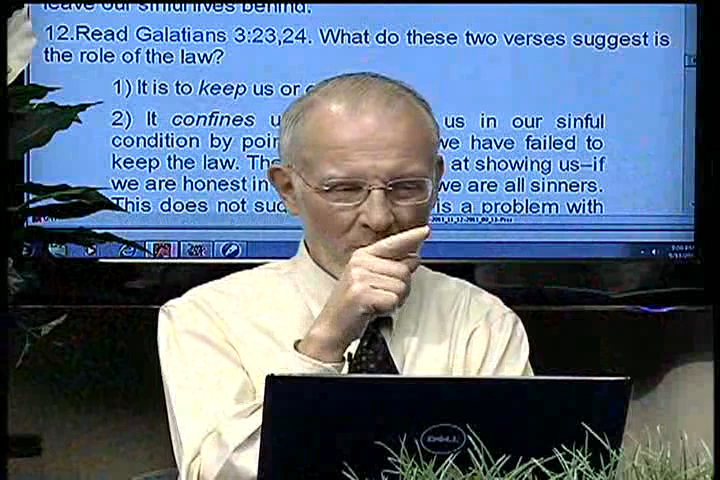 leave our sinful lives behind.
12.Read Galatians 3:23,24. What do these two verses suggest is
the role of the law?
1) It is to keep us or
2) It confines us in our sinful
condition by we have failed to
keep the law. at showing us–if
we are honest in we are all sinners.
This does not is a problem with
DELL